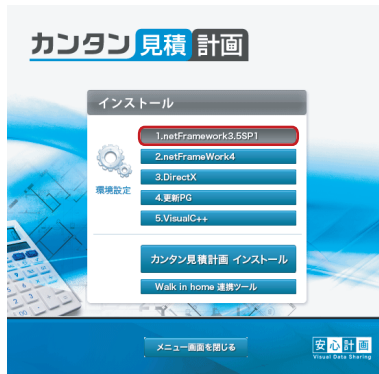 カンタン見積計画
インストール
1.netFramework3.5SP1
2.netFrameWork4
環境設定
3.DirectX
4.更新PG
5.VisualC++
カンタン見積計画 インストール
Walk in home 連携ツール
メニュー画面を閉じる
安心計画
Visual Data Sharing